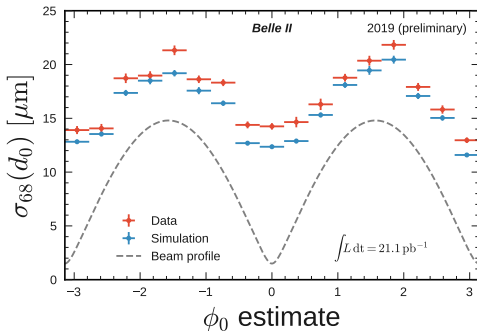 Belle II
2019 (preliminary)
25
20
15
10
5
0
σ₆₈(d₀) [μm]
Data
Simulation
Beam profile
∫L dt = 21.1 pb⁻¹
−3 −2 −1 0 1 2 3
ϕ₀ estimate